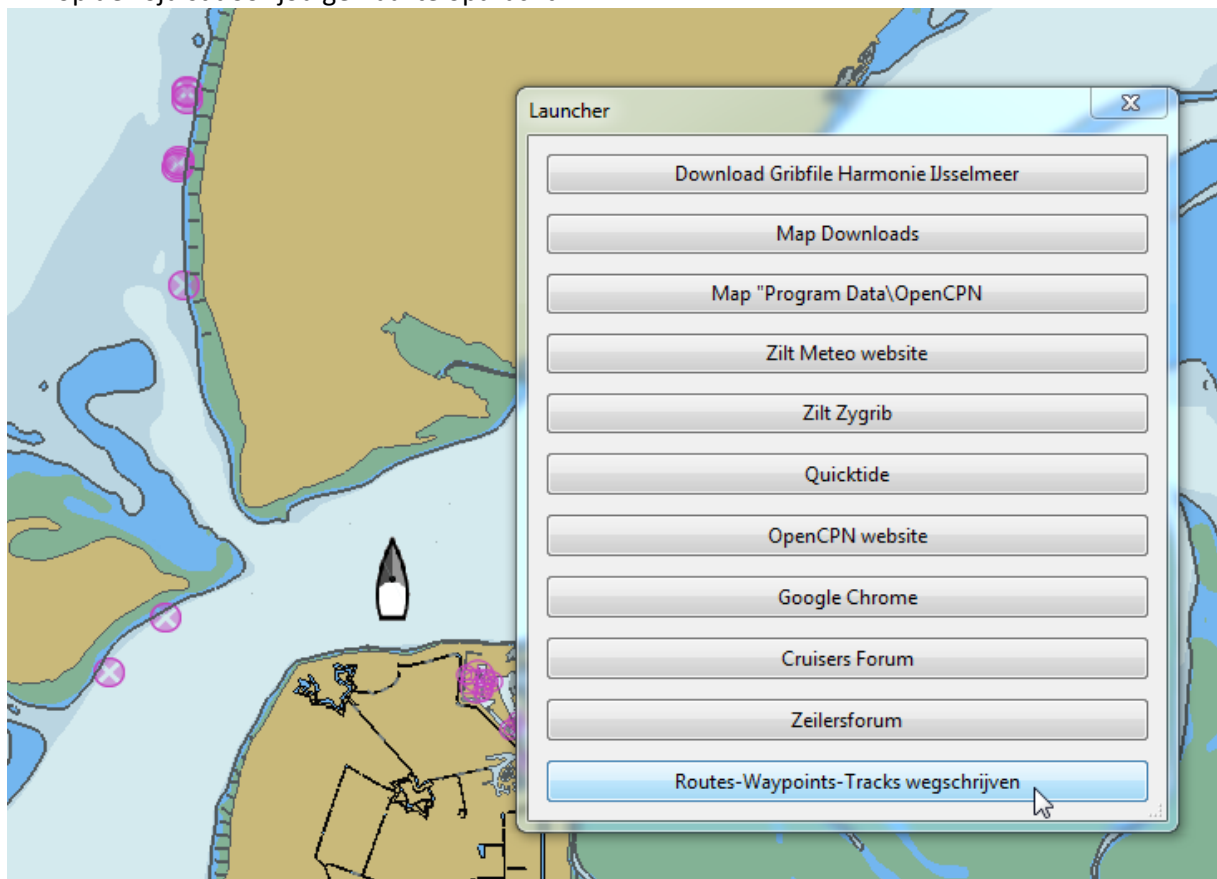 Launcher
Download Gribfile Harmonie IJsselmeer
Map Downloads
Map "Program Data\OpenCPN
Zilt Meteo website
Zilt Zygrib
Quicktide
OpenCPN website
Google Chrome
Cruisers Forum
Zeilersforum
Routes-Waypoints-Tracks wegschrijven